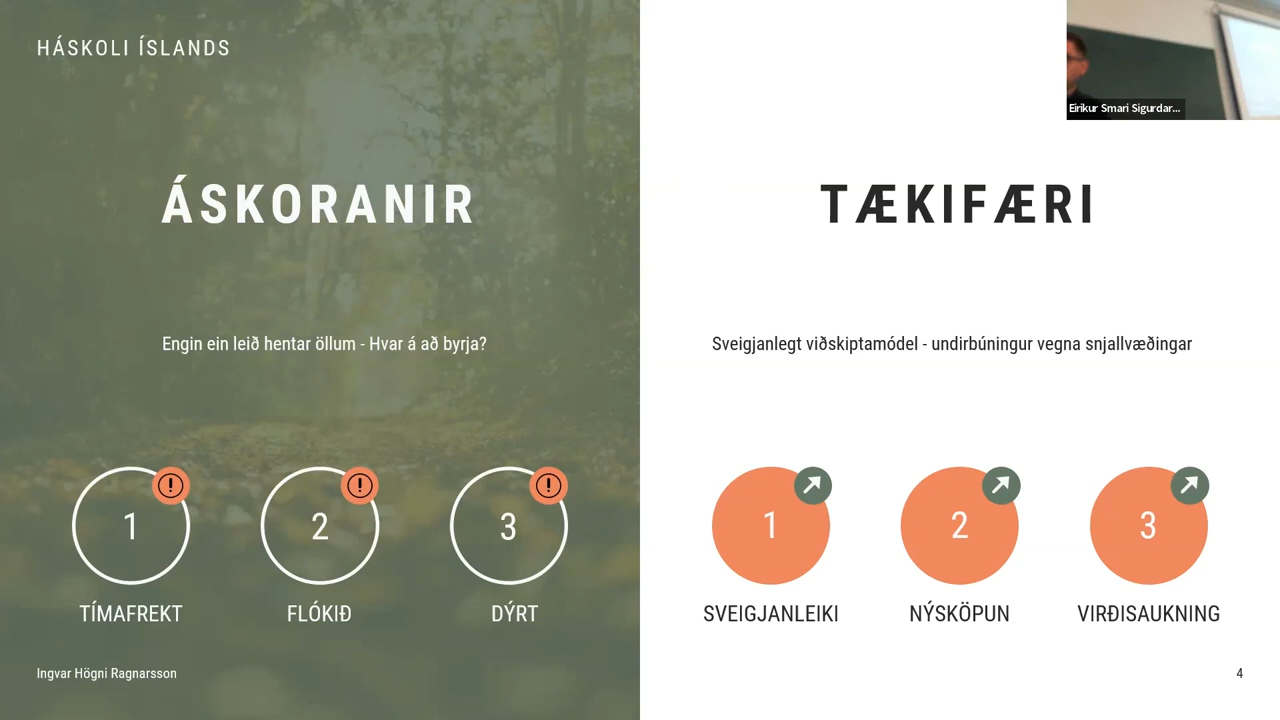 HÁSKOLI ÍSLANDS
Eirikur Smari Sigurdar...
ÁSKORANIR
Engin ein leið hentar öllum - Hvar á að byrja?
1
2
3
TÍMAFREKT
FLÓKIÐ
DÝRT
Ingvar Högni Ragnarsson
TÆKIFÆRI
Sveigjanlegt viðskiptamódel - undirbúningur vegna snjallvæðingar
1
2
3
SVEIGJANLEIKI
NÝSKÖPUN
VIRÐISAUKNING
4